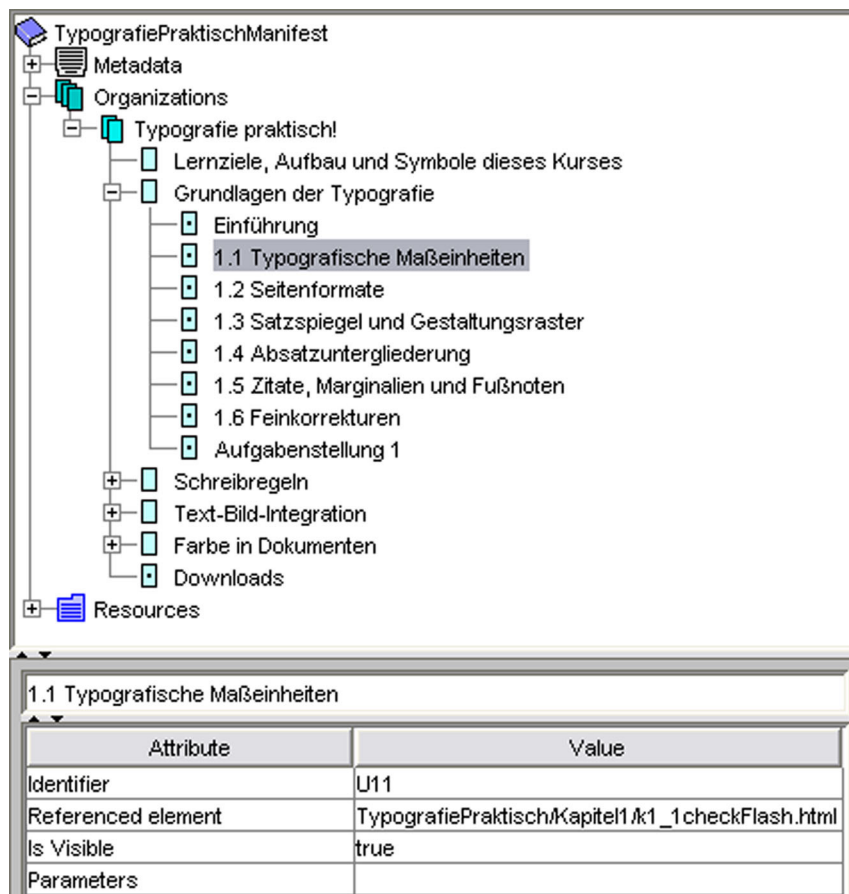 TypografiePraktischManifest
Metadata
Organizations
Typografie praktisch!
Lernziele, Aufbau und Symbole dieses Kurses
Grundlagen der Typografie
Einführung
1.1 Typografische Maßeinheiten
1.2 Seitenformate
1.3 Satzspiegel und Gestaltungsraster
1.4 Absatzuntergliederung
1.5 Zitate, Marginalien und Fußnoten
1.6 Feinkorrekturen
Aufgabenstellung 1
Schreibregeln
Text-Bild-Integration
Farbe in Dokumenten
Downloads
Resources
1.1 Typografische Maßeinheiten
Attribute Value
Identifier U11
Referenced element TypografiePraktisch/Kapitel1/k1_1checkFlash.html
Is Visible true
Parameters